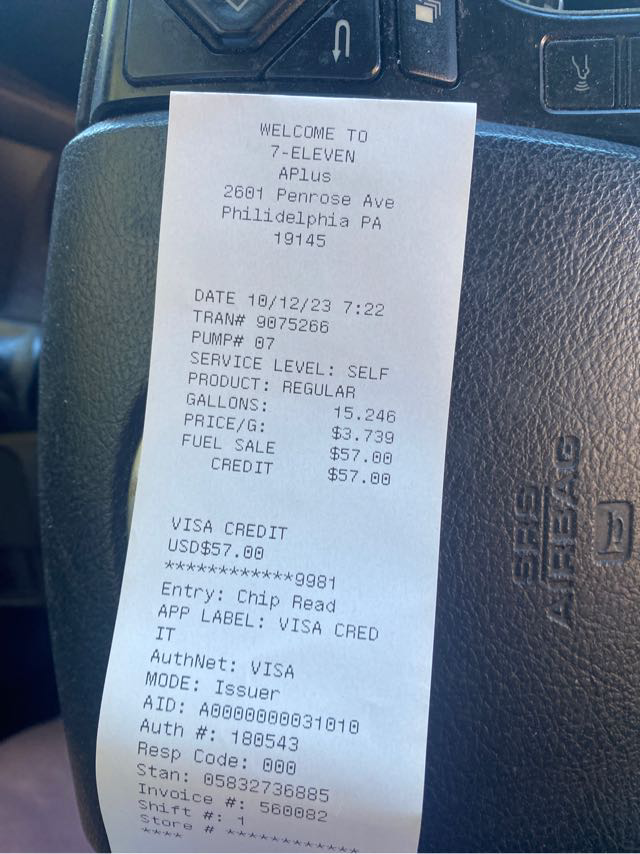 WELCOME TO
7-ELEVEN
APlus
2601 Penrose Ave
Philidelphia PA
19145
DATE 10/12/23 7:22
TRAN# 9075266
PUMP# 07
SERVICE LEVEL: SELF
PRODUCT: REGULAR
GALLONS: 15.246
PRICE/G: $3.739
FUEL SALE $57.00
CREDIT $57.00
VISA CREDIT
USD$57.00
************9981
Entry: Chip Read
APP LABEL: VISA CRED
IT
AuthNet: VISA
MODE: Issuer
AID: A0000000031010
Auth #: 180543
Resp Code: 000
Stan: 05832736885
Invoice #: 560082
Shift #: 1
Store # ***********
****
SRS
AIRBAG